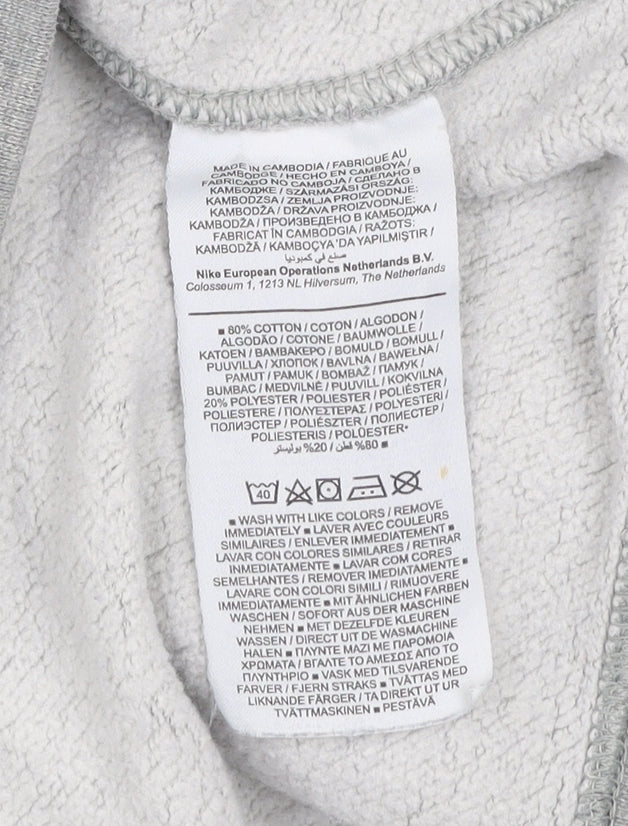 MADE IN CAMBODIA / FABRIQUE AU
CAMBODGE / HECHO EN CAMBOYA /
FABRICADO NO CAMBOJA / СДЕЛАНО В
КАМБОДЖЕ / SZÁRMAZÁSI ORSZÁG:
KAMBODZSA / ZEMLJA PROIZVODNJE:
KAMBODŽA / DRŽAVA PROIZVODNJE:
KAMBODŽA / ПРОИЗВЕДЕНО В КАМБОДЖА /
FABRICAT ÎN CAMBODGIA / RAŽOTS:
KAMBODŽA / KAMBOÇYA 'DA YAPILMIŞTIR /
صنع في كمبوديا
Nike European Operations Netherlands B.V.
Colosseum 1, 1213 NL Hilversum, The Netherlands
■ 80% COTTON / COTON / ALGODON /
ALGODÃO / COTONE / BAUMWOLLE /
KATOEN / ΒΑΜΒΑΚΕΡΟ / BOMULD / BOMULL /
PUUVILLA / ХЛОПОК / BAVLNA / BAWEŁNA /
PAMUT / PAMUK / BOMBAŽ / ПАМУК /
BUMBAC / MEDVILNĖ / PUUVILL / KOKVILNA
20% POLYESTER / POLIESTER / POLIÉSTER /
POLIESTERE / ΠΟΛΥΕΣΤΕΡΑΣ / POLYESTERI /
ПОЛИЭСТЕР / POLIÉSZTER / ПОЛИЕСТЕР /
POLIESTERIS / POLÜESTER*
■ 80% قطن / 20% بوليستر
40
■ WASH WITH LIKE COLORS / REMOVE
IMMEDIATELY ■ LAVER AVEC COULEURS
SIMILAIRES / ENLEVER IMMEDIATEMENT ■
LAVAR CON COLORES SIMILARES / RETIRAR
INMEDIATAMENTE ■ LAVAR COM CORES
SEMELHANTES / REMOVER IMEDIATAMENTE ■
LAVARE CON COLORI SIMILI / RIMUOVERE
IMMEDIATAMENTE ■ MIT ÄHNLICHEN FARBEN
WASCHEN / SOFORT AUS DER MASCHINE
NEHMEN ■ MET DEZELFDE KLEUREN
WASSEN / DIRECT UIT DE WASMACHINE
HALEN ■ ΠΛΥΝΤΕ ΜΑΖΙ ΜΕ ΠΑΡΟΜΟΙΑ
ΧΡΩΜΑΤΑ / ΒΓΑΛΤΕ ΤΟ ΑΜΕΣΩΣ ΑΠΟ ΤΟ
ΠΛΥΝΤΗΡΙΟ ■ VASK MED TILSVARENDE
FARVER / FJERN STRAKS ■ TVÄTTAS MED
LIKNANDE FÄRGER / TA DIREKT UT UR
TVÄTTMASKINEN ■ PESTÄVÄ